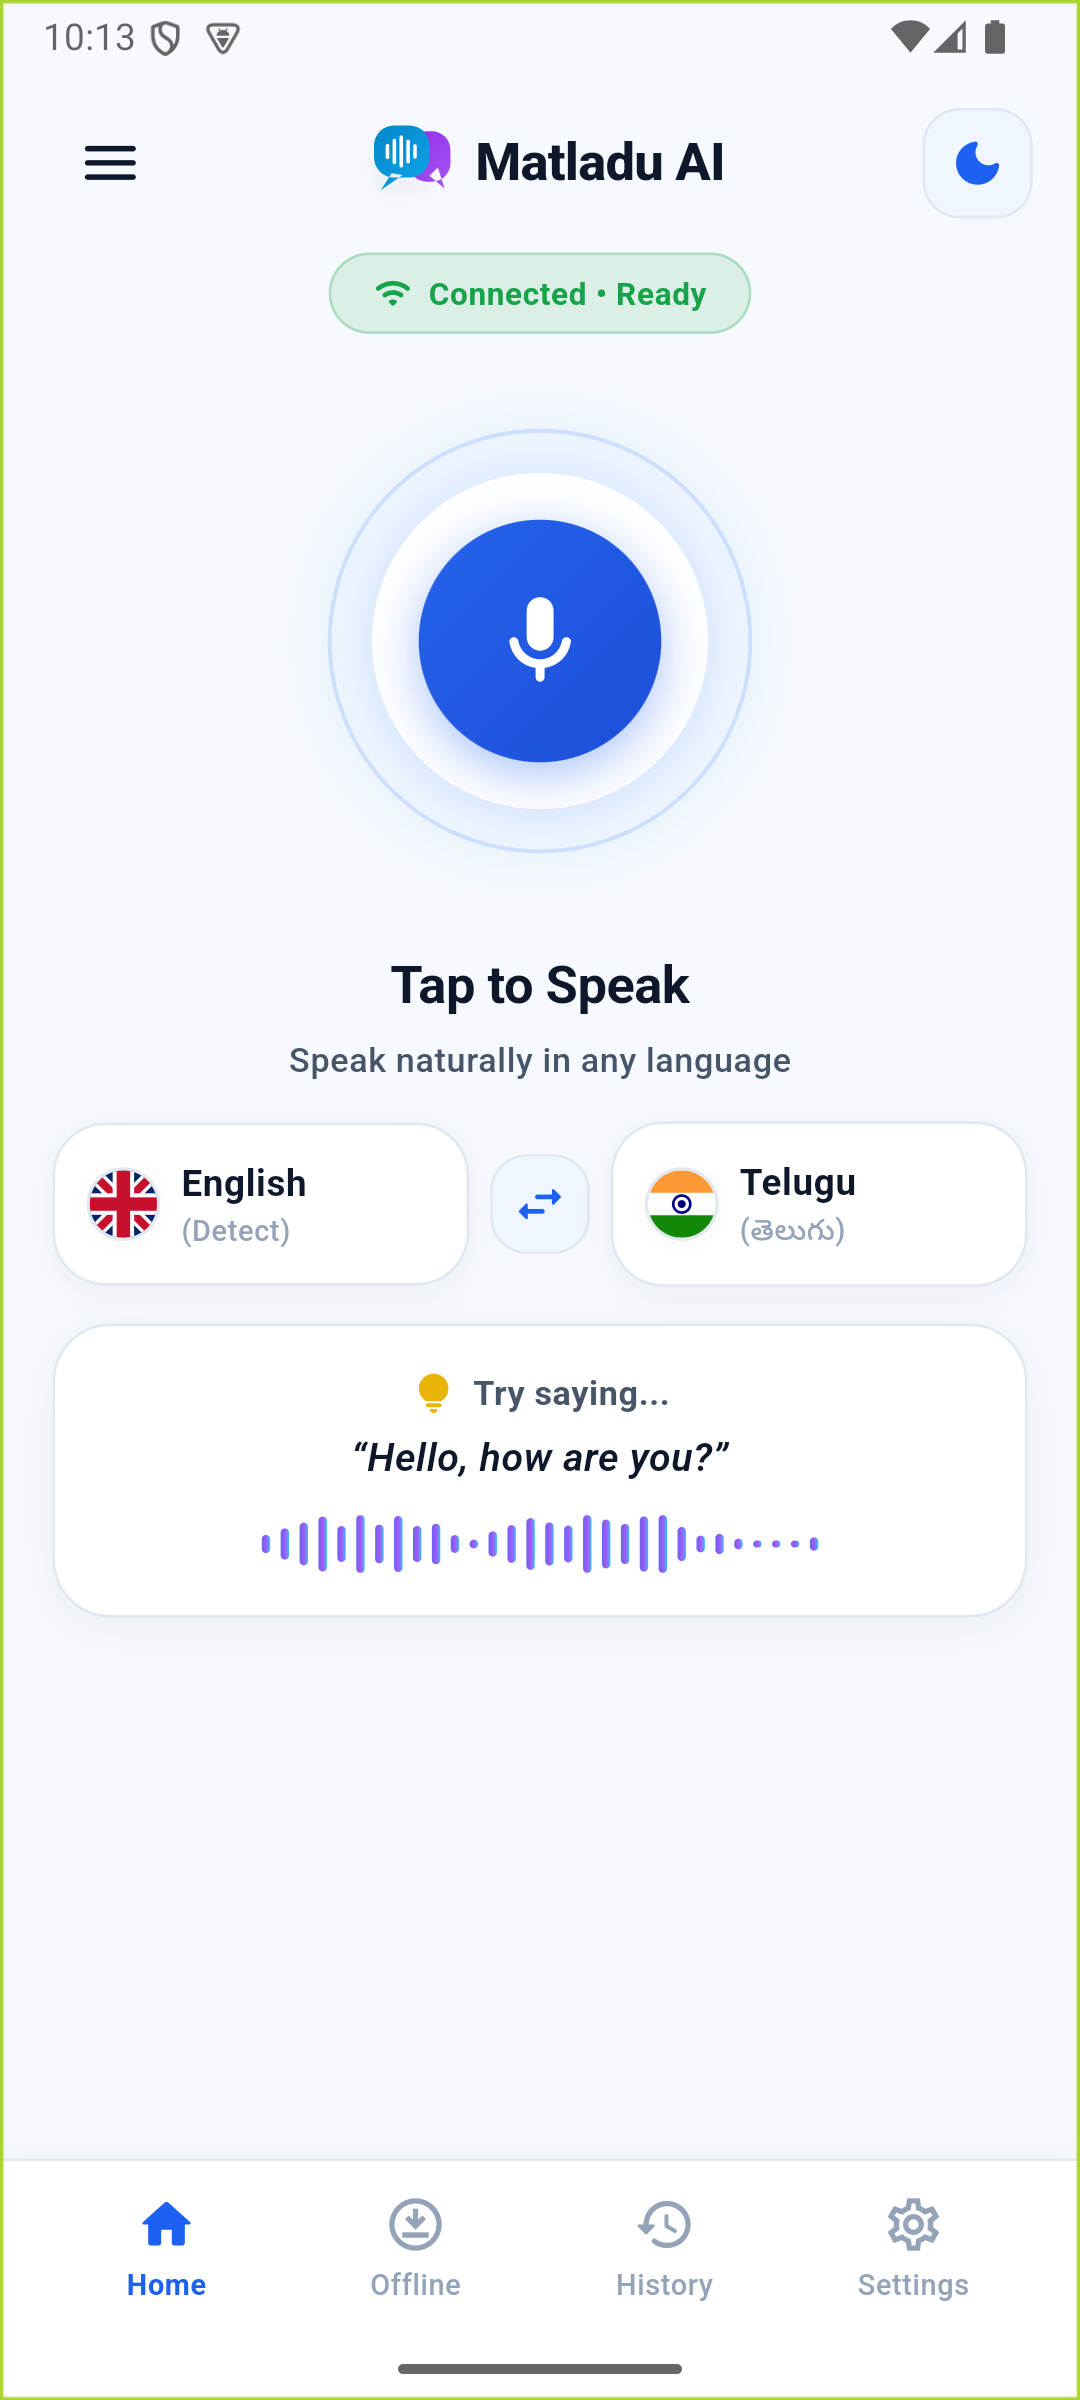 10:13
Matladu AI
Connected • Ready
Tap to Speak
Speak naturally in any language
English
(Detect)
Telugu
(తెలుగు)
Try saying...
“Hello, how are you?”
Home
Offline
History
Settings